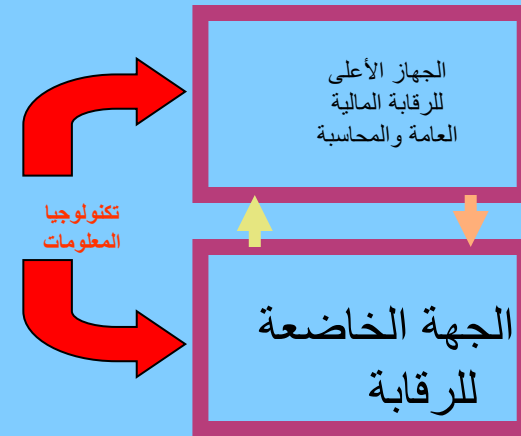 الجهاز الأعلى
للرقابة المالية
العامة والمحاسبة
تكنولوجيا
المعلومات
الجهة الخاضعة
للرقابة